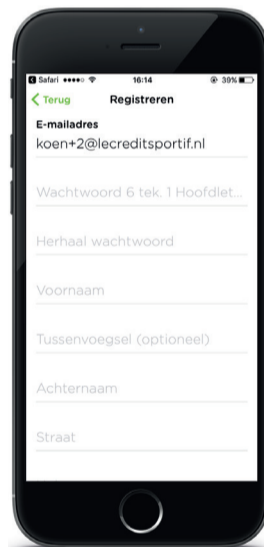 Safari 16:14 39%
Terug Registreren
E-mailadres
koen+2@lecreditsportif.nl
Wachtwoord 6 tek. 1 Hoofdlet...
Herhaal wachtwoord
Voornaam
Tussenvoegsel (optioneel)
Achternaam
Straat